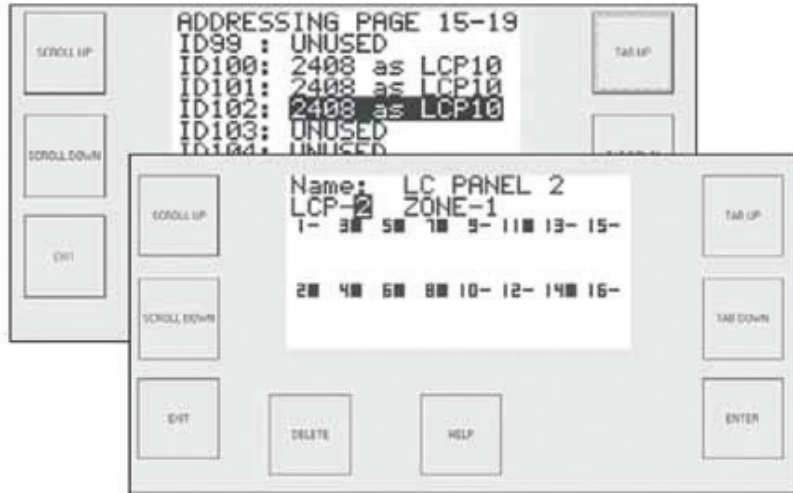 SCROLL UP
SCROLL DOWN
EXIT
ADDRESSING PAGE 15-19
ID99 : UNUSED
ID100: 2408 as LCP10
ID101: 2408 as LCP10
ID102: 2408 as LCP10
ID103: UNUSED
ID104: UNUSED
TAB UP
SCROLL UP
SCROLL DOWN
EXIT
Name: LC PANEL 2
LCP-2 ZONE-1
1- 3■ 5■ 7■ 9- 11■ 13- 15-
2■ 4■ 6■ 8■ 10- 12- 14■ 16-
DELETE
HELP
TAB UP
TAB DOWN
ENTER